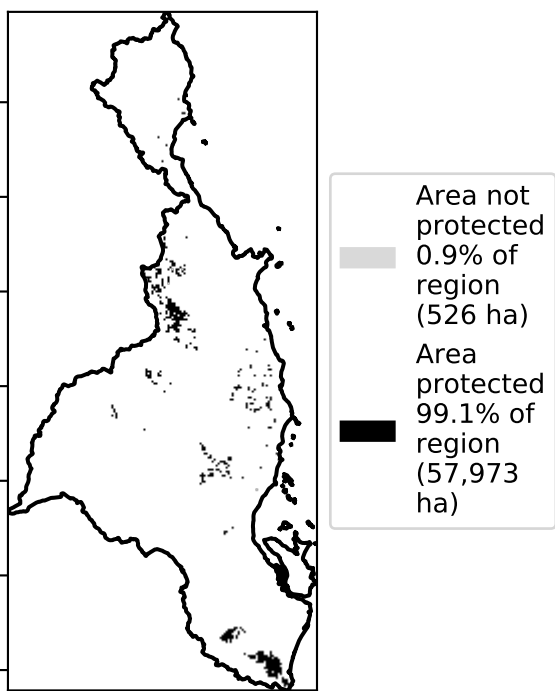 Area not
protected
0.9% of
region
(526 ha)
Area
protected
99.1% of
region
(57,973
ha)